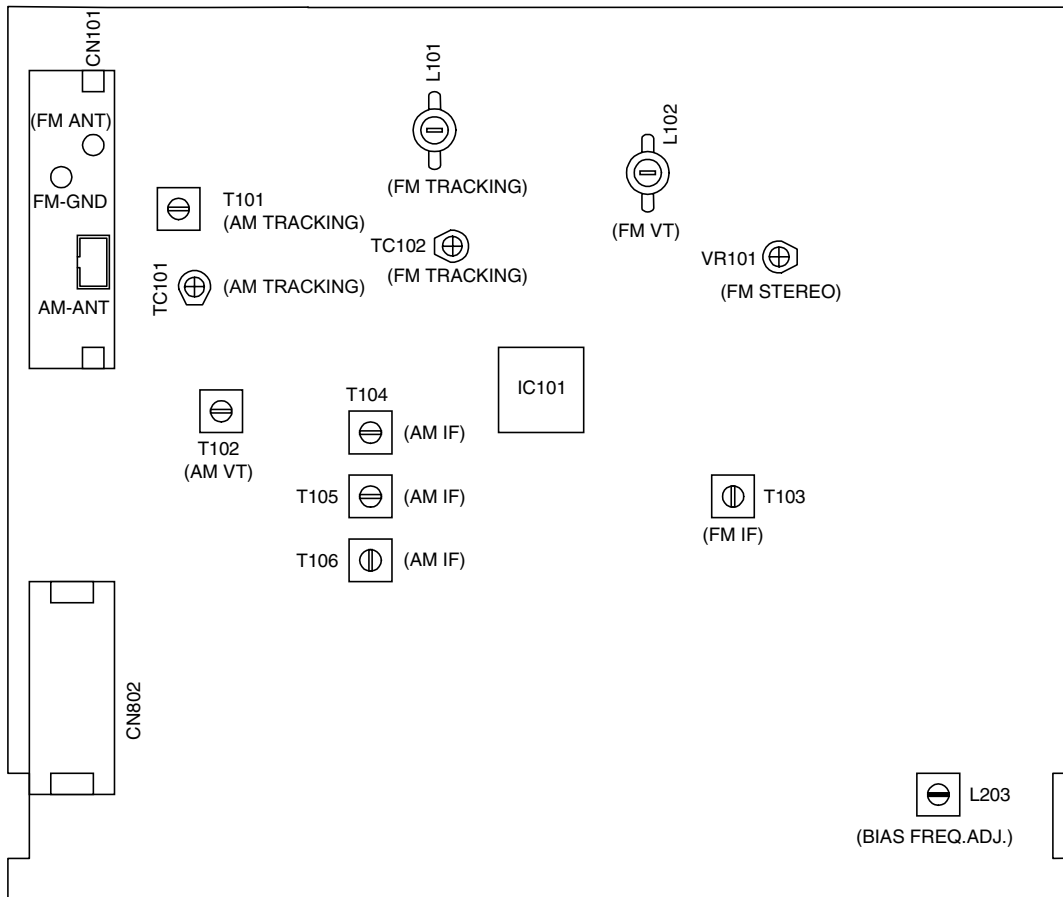 CN101
(FM ANT)
FM-GND
AM-ANT
T101
(AM TRACKING)
TC101
(AM TRACKING)
L101
(FM TRACKING)
TC102
(FM TRACKING)
L102
(FM VT)
VR101
(FM STEREO)
IC101
T102
(AM VT)
T104
(AM IF)
T105
(AM IF)
T106
(AM IF)
T103
(FM IF)
CN802
L203
(BIAS FREQ.ADJ.)